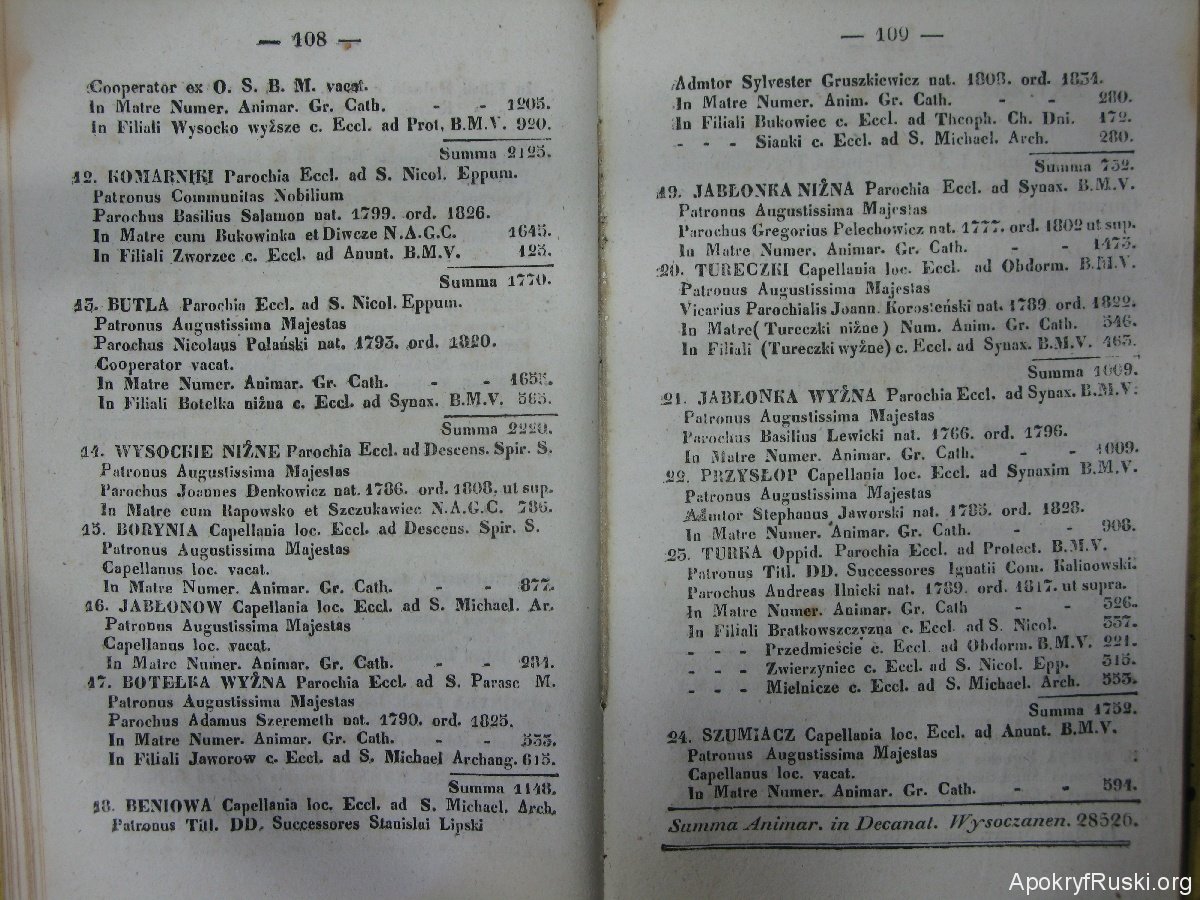 — 108 —
Cooperator ex O. S. B. M. vacat.
In Matre Numer. Animar. Gr. Cath. - - 1205.
In Filiali Wysocko wyższe c. Eccl. ad Prot. B.M.V. 920.
Summa 2125.
12. KOMARNIKI Parochia Eccl. ad S. Nicol. Eppum.
Patronus Communitas Nobilium
Parochus Basilius Salamon nat. 1799. ord. 1826.
In Matre cum Bukowinka et Diwcze N.A.G.C. 1645.
In Filiali Zworzec c. Eccl. ad Anunt. B.M.V. 125.
Summa 1770.
13. BUTLA Parochia Eccl. ad S. Nicol. Eppum.
Patronus Augustissima Majestas
Parochus Nicolaus Polański nat. 1793. ord. 1820.
Cooperator vacat.
In Matre Numer. Animar. Gr. Cath. - -
In Filiali Botelka niżna c. Eccl. ad Synax. B.M.V. 565.
Summa 2220.
14. WYSOCKIE NIŻNE Parochia Eccl. ad Descens. Spir. S.
Patronus Augustissima Majestas
Parochus Joannes Denkowicz nat. 1786. ord. 1808. ut sup.
In Matre cum Rapowsko et Szczukawiec N.A.G.C. 786.
15. BORYNIA Capellania loc. Eccl. ad Descens. Spir. S.
Patronus Augustissima Majestas
Capellanus loc. vacat.
In Matre Numer. Animar. Gr. Cath. - - 877.
16. JABŁONOW Capellania loc. Eccl. ad S. Michael. Ar.
Patronus Augustissima Majestas
Capellanus loc. vacat.
In Matre Numer. Animar. Gr. Cath. - - 281.
17. BOTEŁKA WYŻNA Parochia Eccl. ad S. Parasc M.
Patronus Augustissima Majestas
Parochus Adamus Szeremeth nat. 1790. ord. 1825.
In Matre Numer. Animar. Gr. Cath. - - 533.
In Filiali Jaworow c. Eccl. ad S. Michael Archang. 615.
Summa 1148.
18. BENIOWA Capellania loc. Eccl. ad S. Michael. Arch.
Patronus Titl. DD. Successores Stanislai Lipski
— 109 —
Admtor Sylvester Gruszkiewicz nat. 1808. ord. 1834.
In Matre Numer. Anim. Gr. Cath. - - 280.
In Filiali Bukowiec c. Eccl. ad Theoph. Ch. Dni. 172.
- - - Sianki c. Eccl. ad S. Michael. Arch. 280.
Summa 732.
19. JABŁONKA NIŻNA Parochia Eccl. ad Synax. B.M.V.
Patronus Augustissima Majestas
Parochus Gregorius Pelechowicz nat. 1777. ord. 1802 ut sup.
In Matre Numer. Animar. Gr. Cath. - - 1473.
20. TURECZKI Capellania loc. Eccl. ad Obdorm. B.M.V.
Patronus Augustissima Majestas
Vicarius Parochialis Joann. Korosteński nat. 1789 ord. 1822.
In Matre (Tureczki niżne) Num. Anim. Gr. Cath. 546.
In Filiali (Tureczki wyżne) c. Eccl. ad Synax. B.M.V. 463.
Summa 1009.
21. JABŁONKA WYŻNA Parochia Eccl. ad Synax. B.M.V.
Patronus Augustissima Majestas
Parochus Basilius Lewicki nat. 1766. ord. 1796.
In Matre Numer. Animar. Gr. Cath. - - 1009.
22. PRZYSŁOP Capellania loc. Eccl. ad Synaxim B.M.V.
Patronus Augustissima Majestas
Admtor Stephanus Jaworski nat. 1785. ord. 1828.
In Matre Numer. Animar. Gr. Cath. - - 908.
23. TURKA Oppid. Parochia Eccl. ad Protect. B.M.V.
Patronus Titl. DD. Successores Ignatii Com. Kalinowski.
Parochus Andreas Ilnicki nat. 1789. ord. 1817. ut supra.
In Matre Numer. Animar. Gr. Cath - - 326.
In Filiali Bratkowszczyzna c. Eccl. ad S. Nicol. 337.
- - - Przedmieście c. Eccl. ad Obdorm. B.M.V. 221.
- - - Zwierzyniec c. Eccl. ad S. Nicol. Epp. 315.
- - - Mielnicze c. Eccl. ad S. Michael. Arch. 553.
Summa 1752.
24. SZUMIACZ Capellania loc. Eccl. ad Anunt. B.M.V.
Patronus Augustissima Majestas
Capellanus loc. vacat.
In Matre Numer. Animar. Gr. Cath. - - 594.
Summa Animar. in Decanat. Wysoczanen. 28526.
ApokryfRuski.org